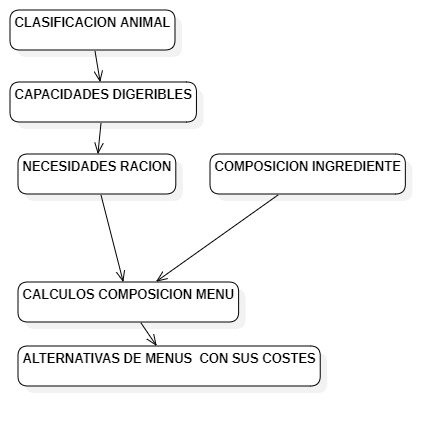 CLASIFICACION ANIMAL
CAPACIDADES DIGERIBLES
NECESIDADES RACION
COMPOSICION INGREDIENTE
CALCULOS COMPOSICION MENU
ALTERNATIVAS DE MENUS  CON SUS COSTES